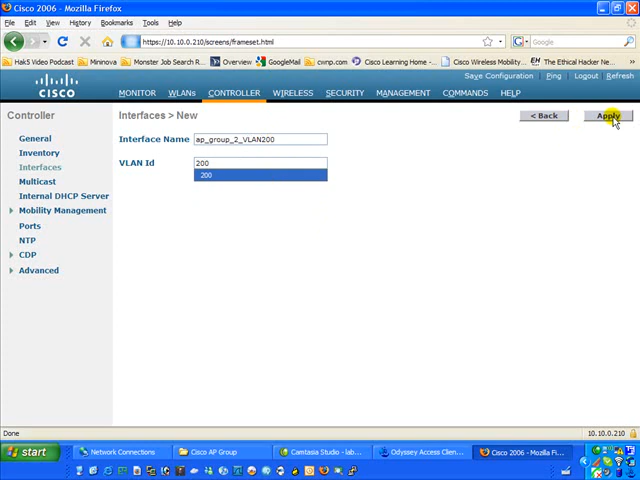 Cisco 2006 - Mozilla Firefox
File Edit View History Bookmarks Tools Help
https://10.10.0.210/screens/frameset.html
Google
Hak5 Video Podcast Mininova Monster Job Search R... Overview GoogleMail cwnp.com Cisco Learning Home... Cisco Wireless Mobility... EH The Ethical Hacker Ne...
Save Configuration Ping Logout Refresh
CISCO
MONITOR WLANs CONTROLLER WIRELESS SECURITY MANAGEMENT COMMANDS HELP
Controller
General
Inventory
Interfaces
Multicast
Internal DHCP Server
Mobility Management
Ports
NTP
CDP
Advanced
Interfaces > New
< Back
Apply
Interface Name ap_group_2_VLAN200
VLAN Id 200
200
Done
10.10.0.210
start
Network Connections
Cisco AP Group
Camtasia Studio - lab...
Odyssey Access Clien...
Cisco 2006 - Mozilla F...